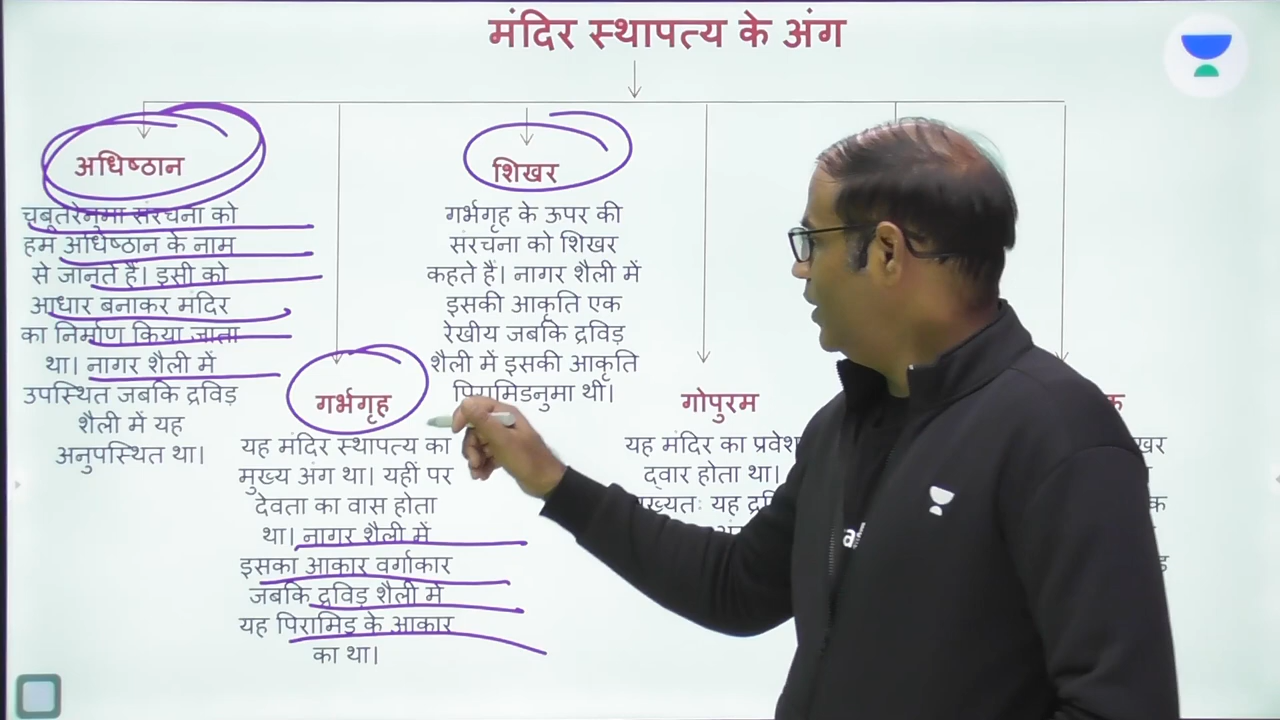 मंदिर स्थापत्य के अंग
अधिष्ठान
चबूतरेनुमा संरचना को
हम अधिष्ठान के नाम
से जानते हैं। इसी को
आधार बनाकर मंदिर
का निर्माण किया जाता
था। नागर शैली में
उपस्थित जबकि द्रविड़
शैली में यह
अनुपस्थित था।
गर्भगृह
यह मंदिर स्थापत्य का
मुख्य अंग था। यहीं पर
देवता का वास होता
था। नागर शैली में
इसका आकार वर्गाकार
जबकि द्रविड़ शैली में
यह पिरामिड के आकार
का था।
शिखर
गर्भगृह के ऊपर की
संरचना को शिखर
कहते हैं। नागर शैली में
इसकी आकृति एक
रेखीय जबकि द्रविड़
शैली में इसकी आकृति
पिरामिडनुमा थी।
गोपुरम
यह मंदिर का प्रवेश
द्वार होता था।
यह